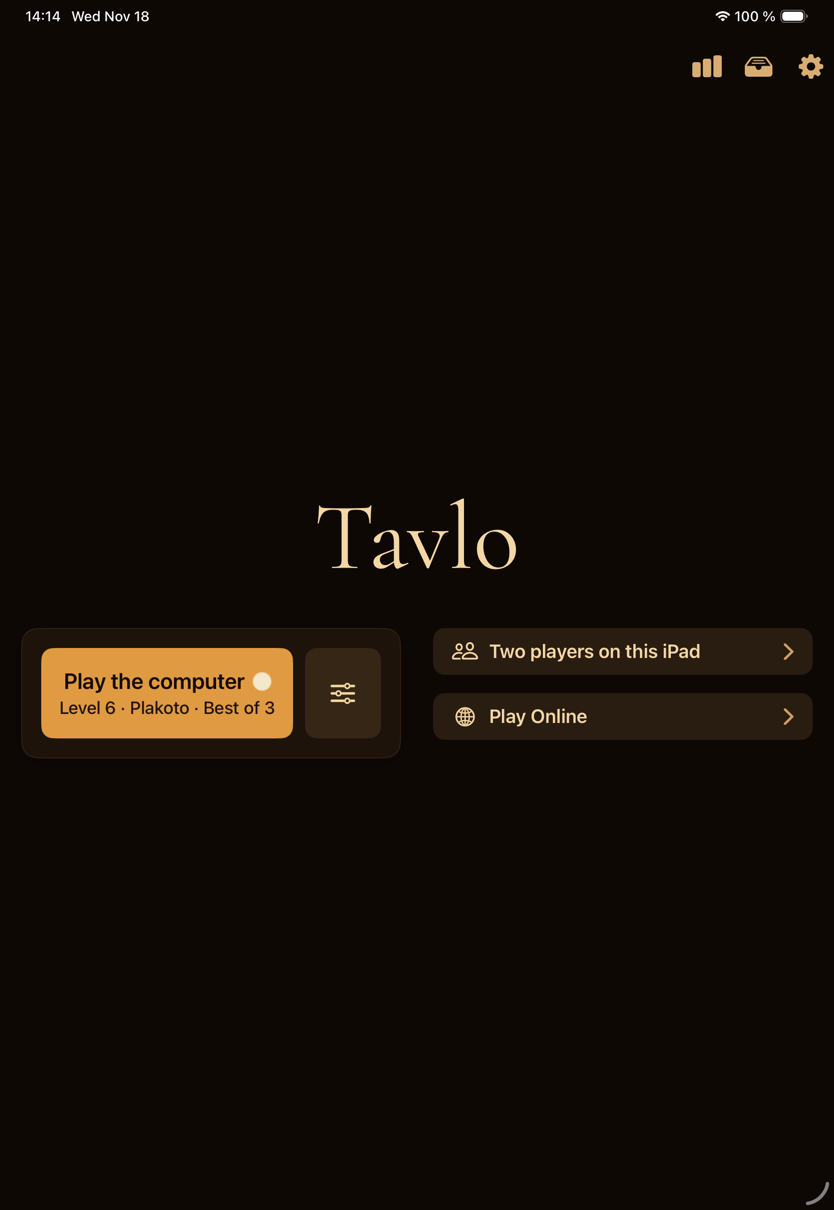 14:14 Wed Nov 18 100 %
Tavlo
Play the computer
Level 6 · Plakoto · Best of 3
Two players on this iPad
Play Online